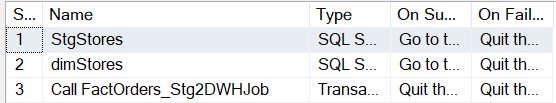 S... Name Type On Su... On Fail...
1 StgStores SQL S... Go to t... Quit th...
2 dimStores SQL S... Go to t... Quit th...
3 Call FactOrders_Stg2DWHJob Transa... Quit th... Quit th...